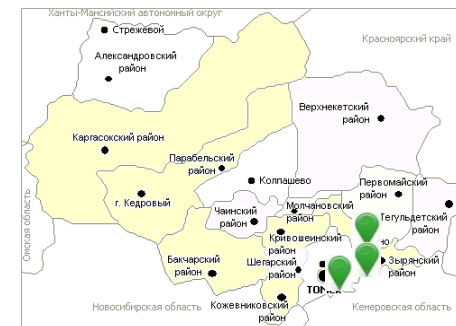 Ханты-Мансийский автономный округ
Стрежевой
Красноярский край
Александровский
район
Верхнекетский
район
Каргасокский район
Парабельский
район
Колпашево
Первомайский
район
г. Кедровый
Молчановский
район
Чаинский
район
Тегульдетский
район
Омская область
Кривошеинский
район
Бакчарский
район
Шегарский
район
Зырянский
район
Томск
Новосибирская область
Кожевниковский
район
Кемеровская область